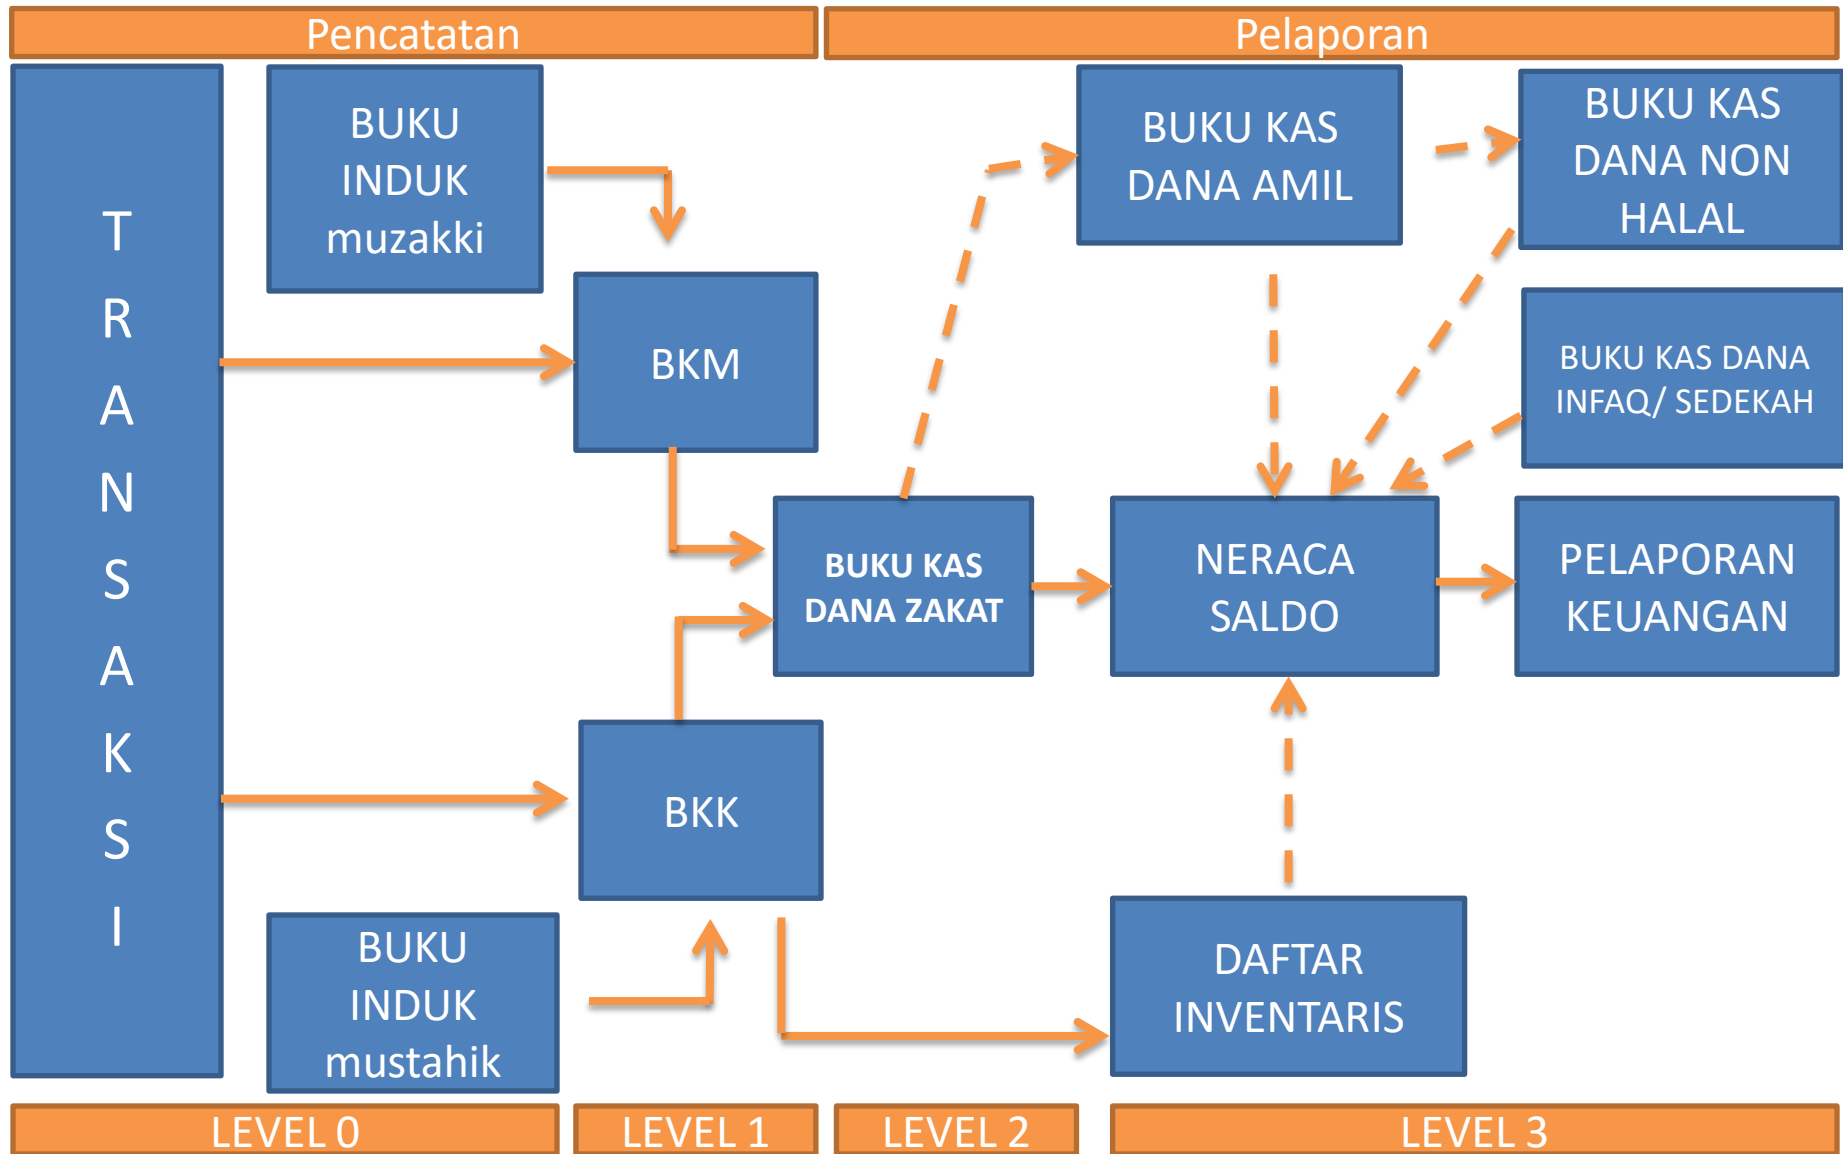 Pencatatan
Pelaporan
T
R
A
N
S
A
K
S
I
BUKU
INDUK
muzakki
BUKU KAS
DANA AMIL
BUKU KAS
DANA NON
HALAL
BKM
BUKU KAS DANA
INFAQ/ SEDEKAH
BUKU KAS
DANA ZAKAT
NERACA
SALDO
PELAPORAN
KEUANGAN
BKK
BUKU
INDUK
mustahik
DAFTAR
INVENTARIS
LEVEL 0
LEVEL 1
LEVEL 2
LEVEL 3